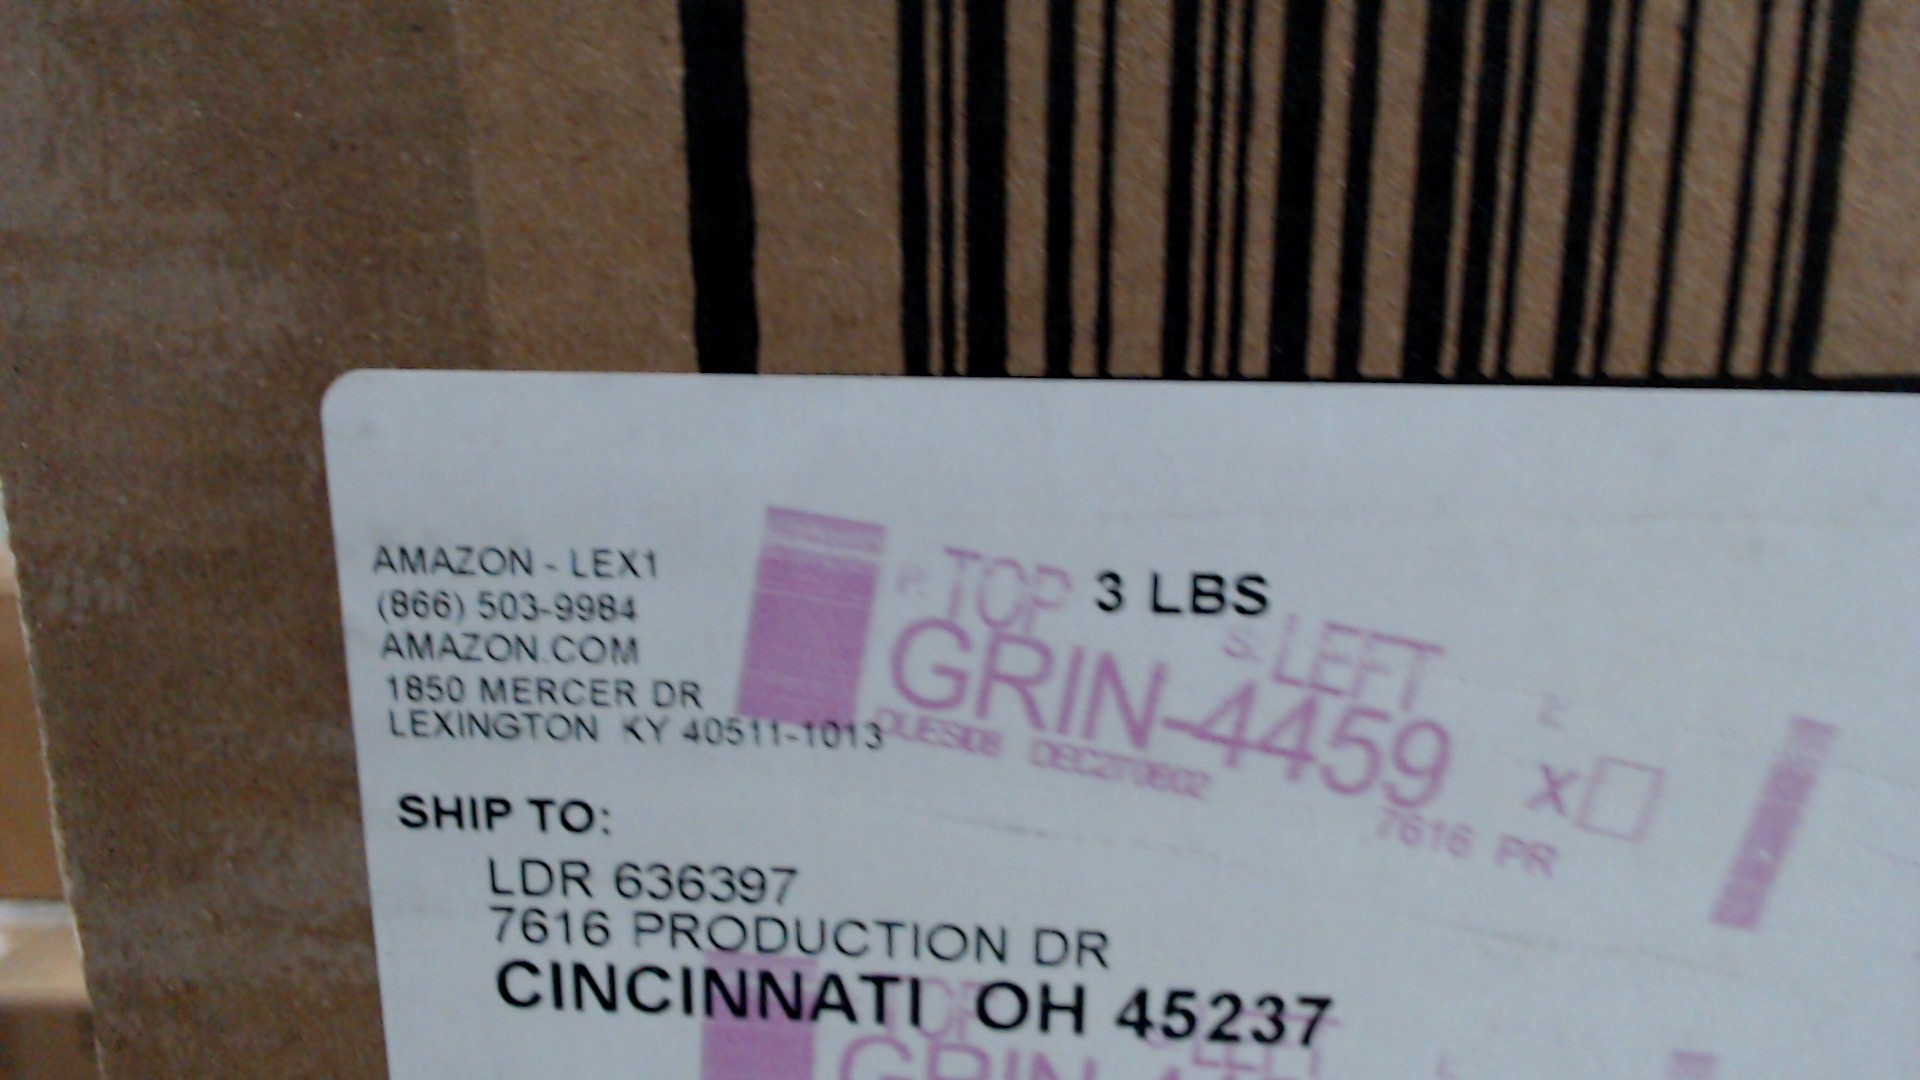 AMAZON - LEX1
(866) 503-9984
AMAZON.COM
1850 MERCER DR
LEXINGTON KY 40511-1013
3 LBS
TOP
S: LEFT
GRIN-4459
X
7616 PR
SHIP TO:
LDR 636397
7616 PRODUCTION DR
CINCINNATI OH 45237